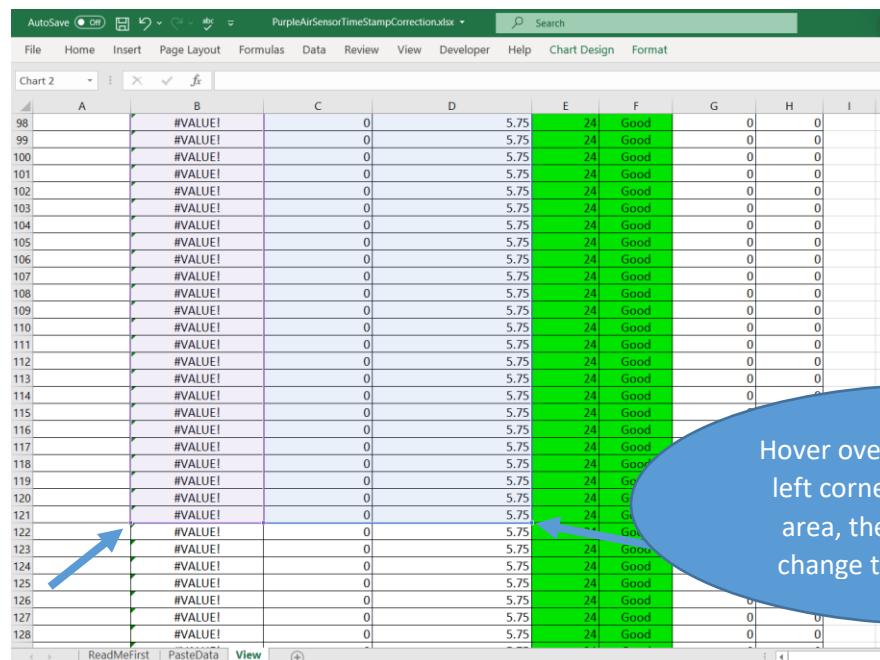 AutoSave Off abc PurpleAirSensorTimeStampCorrection.xlsx Search
File Home Insert Page Layout Formulas Data Review View Developer Help Chart Design Format
Chart 2 fx
A B C D E F G H I
98 #VALUE! 0 5.75 24 Good 0 0
99 #VALUE! 0 5.75 24 Good 0 0
100 #VALUE! 0 5.75 24 Good 0 0
101 #VALUE! 0 5.75 24 Good 0 0
102 #VALUE! 0 5.75 24 Good 0 0
103 #VALUE! 0 5.75 24 Good 0 0
104 #VALUE! 0 5.75 24 Good 0 0
105 #VALUE! 0 5.75 24 Good 0 0
106 #VALUE! 0 5.75 24 Good 0 0
107 #VALUE! 0 5.75 24 Good 0 0
108 #VALUE! 0 5.75 24 Good 0 0
109 #VALUE! 0 5.75 24 Good 0 0
110 #VALUE! 0 5.75 24 Good 0 0
111 #VALUE! 0 5.75 24 Good 0 0
112 #VALUE! 0 5.75 24 Good 0 0
113 #VALUE! 0 5.75 24 Good 0 0
114 #VALUE! 0 5.75 24 Good 0
115 #VALUE! 0 5.75 24 Good
116 #VALUE! 0 5.75 24 Good
117 #VALUE! 0 5.75 24 Good
118 #VALUE! 0 5.75 24
119 #VALUE! 0 5.75 24
120 #VALUE! 0 5.75 24
121 #VALUE! 0 5.75 24
122 #VALUE! 0 5.75
123 #VALUE! 0 5.75 24
124 #VALUE! 0 5.75 24 Good
125 #VALUE! 0 5.75 24 Good
126 #VALUE! 0 5.75 24 Good 0 0
127 #VALUE! 0 5.75 24 Good 0 0
128 #VALUE! 0 5.75 24 Good 0 0
Hover ove
left corne
area, the
change t
ReadMeFirst PasteData View